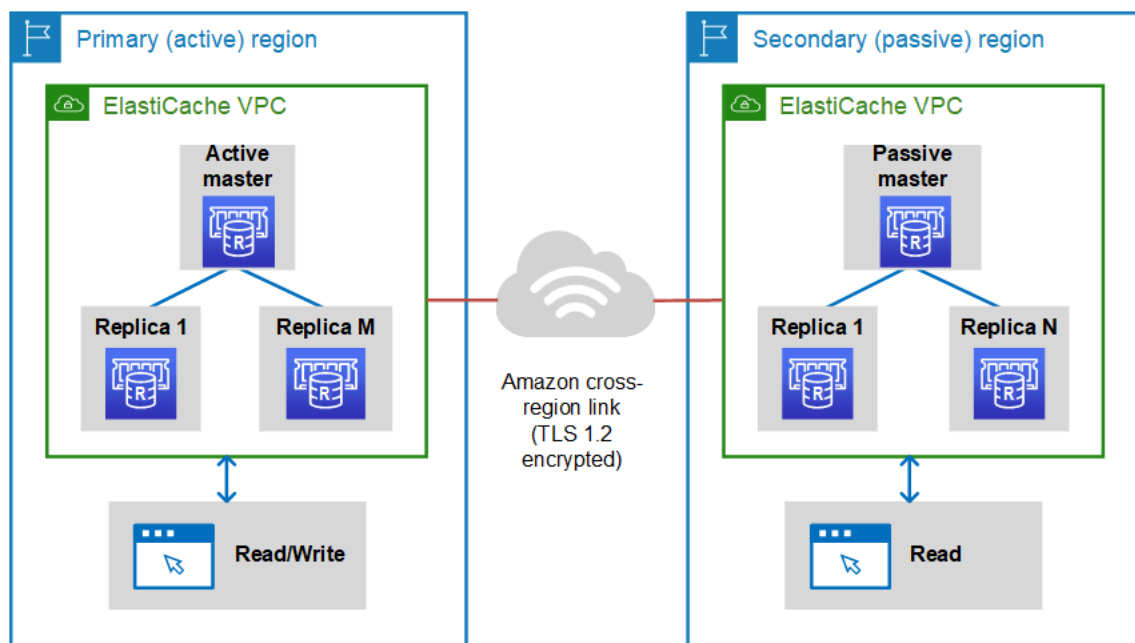 Primary (active) region
ElastiCache VPC
Active
master
R
Replica 1
R
Replica M
R
Read/Write
Amazon cross-
region link
(TLS 1.2
encrypted)
Secondary (passive) region
ElastiCache VPC
Passive
master
R
Replica 1
R
Replica N
R
Read